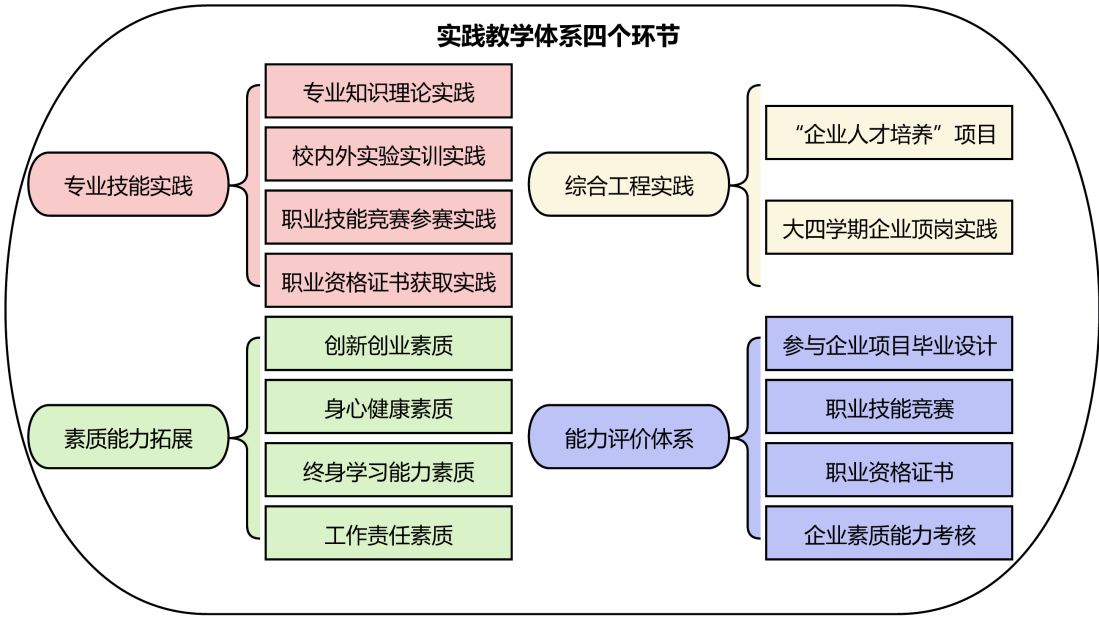 实践教学体系四个环节
专业技能实践
专业知识理论实践
校内外实验实训实践
职业技能竞赛参赛实践
职业资格证书获取实践
综合工程实践
“企业人才培养”项目
大四学期企业顶岗实践
素质能力拓展
创新创业素质
身心健康素质
终身学习能力素质
工作责任素质
能力评价体系
参与企业项目毕业设计
职业技能竞赛
职业资格证书
企业素质能力考核